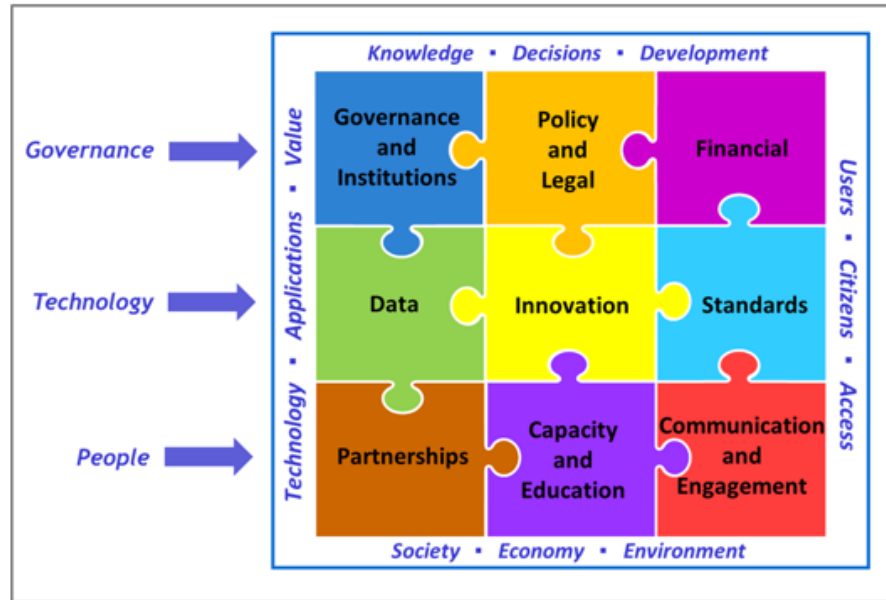 Knowledge ▪ Decisions ▪ Development
Governance
Technology
People
Technology ▪ Applications ▪ Value
Governance
and
Institutions
Policy
and
Legal
Financial
Data
Innovation
Standards
Partnerships
Capacity
and
Education
Communication
and
Engagement
Users ▪ Citizens ▪ Access
Society ▪ Economy ▪ Environment